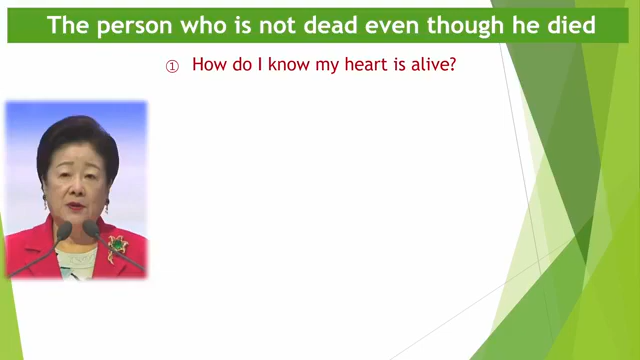 The person who is not dead even though he died
① How do I know my heart is alive?